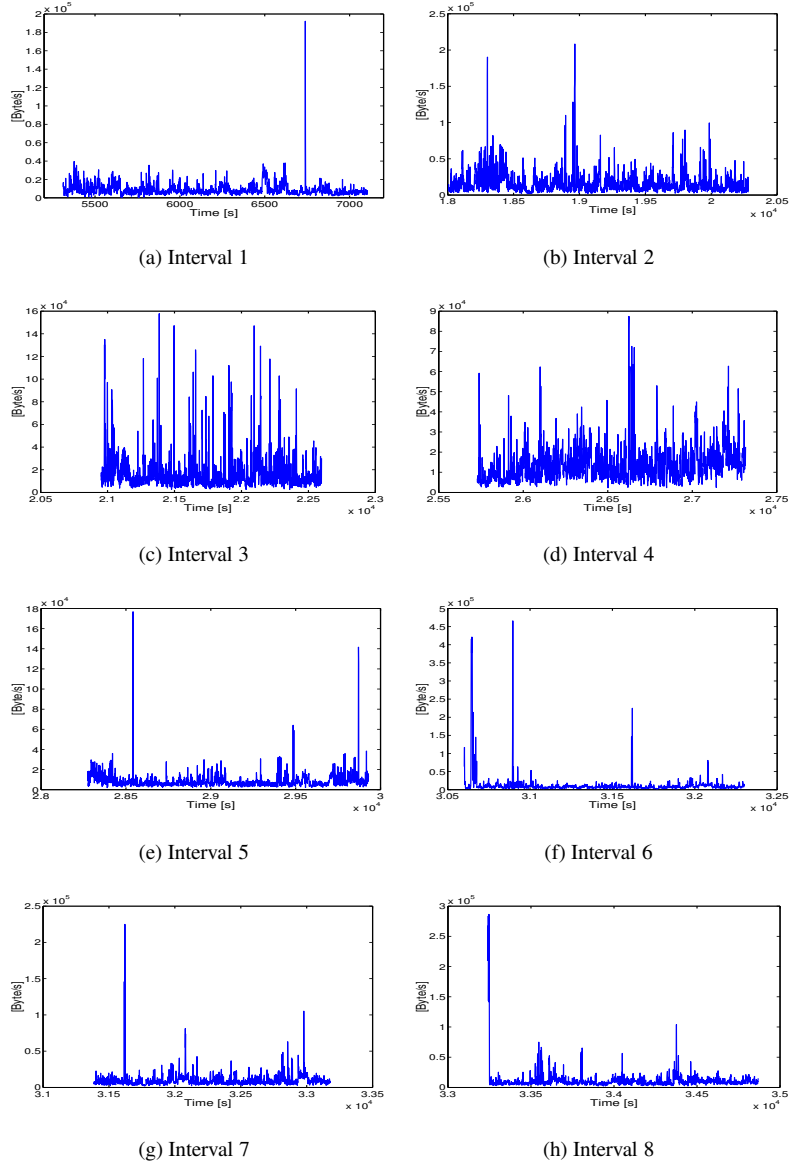 x 10^5
2
1.8
1.6
1.4
1.2
1
0.8
0.6
0.4
0.2
0
[Byte/s]
5500 6000 6500 7000
Time [s]
(a) Interval 1
x 10^5
2.5
2
1.5
1
0.5
0
[Byte/s]
1.8 1.85 1.9 1.95 2 2.05
Time [s]
x 10^4
(b) Interval 2
x 10^4
16
14
12
10
8
6
4
2
0
[Byte/s]
2.05 2.1 2.15 2.2 2.25 2.3
Time [s]
x 10^4
(c) Interval 3
x 10^4
9
8
7
6
5
4
3
2
1
0
[Byte/s]
2.55 2.6 2.65 2.7 2.75
Time [s]
x 10^4
(d) Interval 4
x 10^4
18
16
14
12
10
8
6
4
2
0
[Byte/s]
2.8 2.85 2.9 2.95 3
Time [s]
x 10^4
(e) Interval 5
x 10^5
5
4.5
4
3.5
3
2.5
2
1.5
1
0.5
0
[Byte/s]
3.05 3.1 3.15 3.2 3.25
Time [s]
x 10^4
(f) Interval 6
x 10^5
2.5
2
1.5
1
0.5
0
[Byte/s]
3.1 3.15 3.2 3.25 3.3 3.35
Time [s]
x 10^4
(g) Interval 7
x 10^5
3
2.5
2
1.5
1
0.5
0
[Byte/s]
3.3 3.35 3.4 3.45 3.5
Time [s]
x 10^4
(h) Interval 8